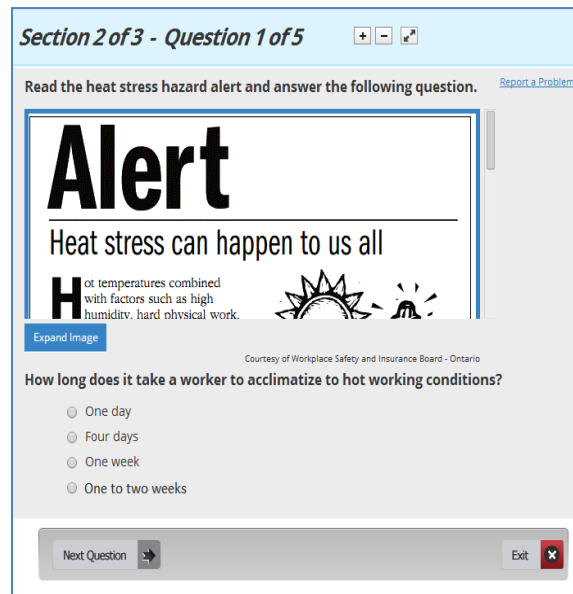 Section 2 of 3 - Question 1 of 5
+ -
Read the heat stress hazard alert and answer the following question.
Report a Problem
Alert
Heat stress can happen to us all
Hot temperatures combined
with factors such as high
humidity, hard physical work,
Expand Image
Courtesy of Workplace Safety and Insurance Board - Ontario
How long does it take a worker to acclimatize to hot working conditions?
One day
Four days
One week
One to two weeks
Next Question
Exit